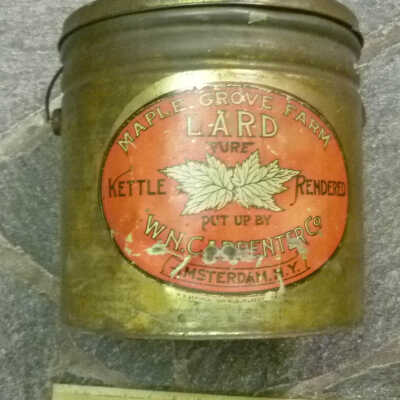 MAPLE GROVE FARM
LARD
PURE
KETTLE RENDERED
PUT UP BY
W.N. CARPENTER CO
AMSTERDAM, N.Y.